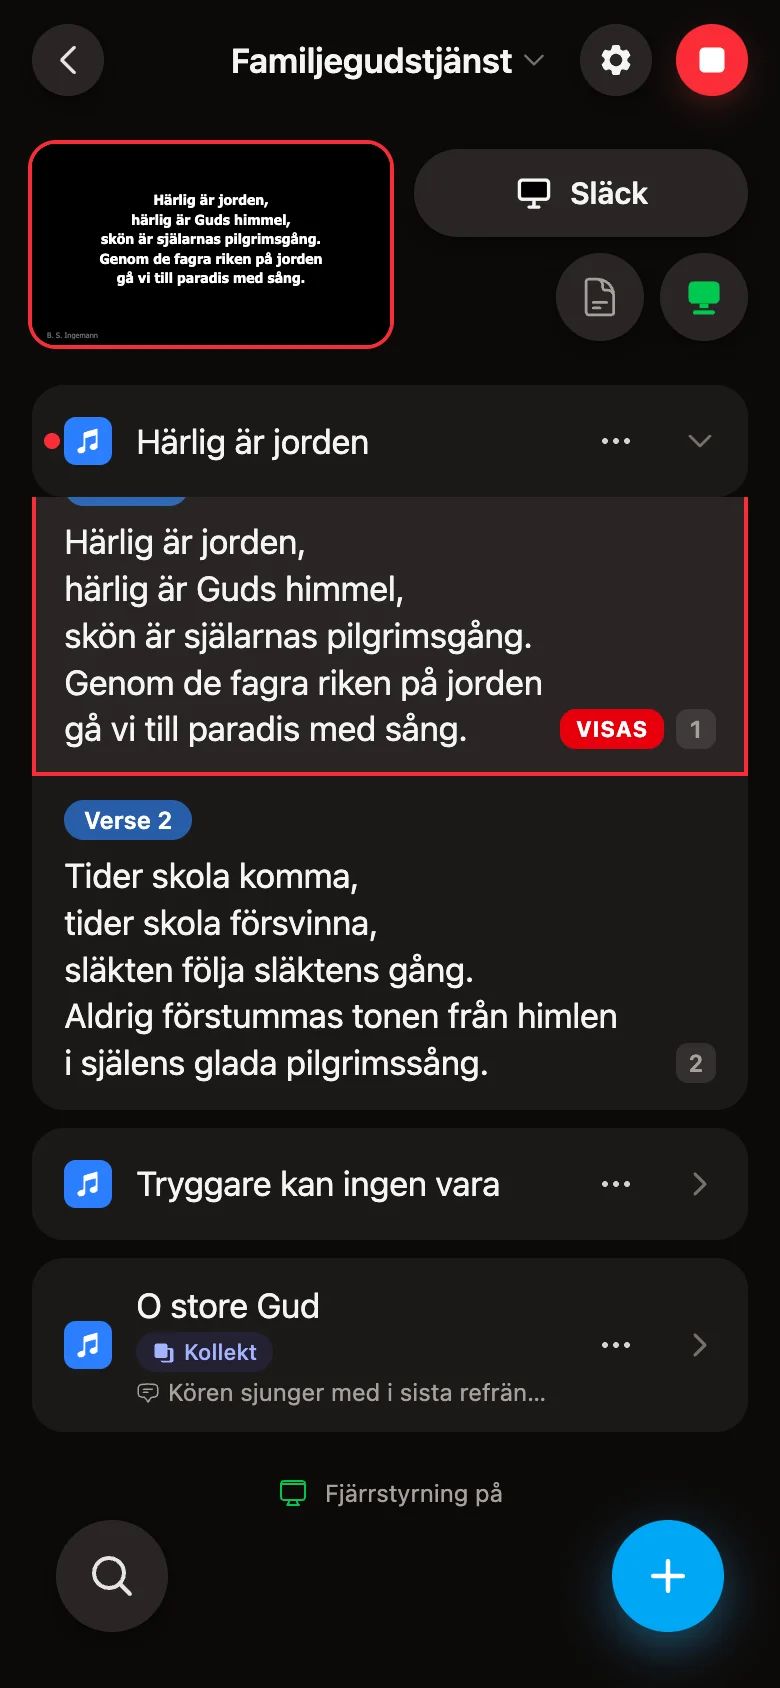 Familjegudstjänst
Härlig är jorden,
härlig är Guds himmel,
skön är själarnas pilgrimsgång.
Genom de fagra riken på jorden
gå vi till paradis med sång.
B. S. Ingemann
Släck
Härlig är jorden
Härlig är jorden,
härlig är Guds himmel,
skön är själarnas pilgrimsgång.
Genom de fagra riken på jorden
gå vi till paradis med sång.
VISAS 1
Verse 2
Tider skola komma,
tider skola försvinna,
släkten följa släktens gång.
Aldrig förstummas tonen från himlen
i själens glada pilgrimssång.
2
Tryggare kan ingen vara
O store Gud
Kollekt
Kören sjunger med i sista refrän...
Fjärrstyrning på